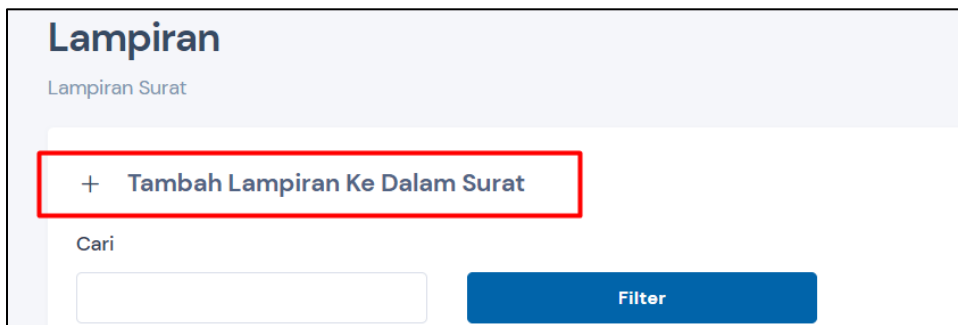 Lampiran
Lampiran Surat
+ Tambah Lampiran Ke Dalam Surat
Cari
Filter